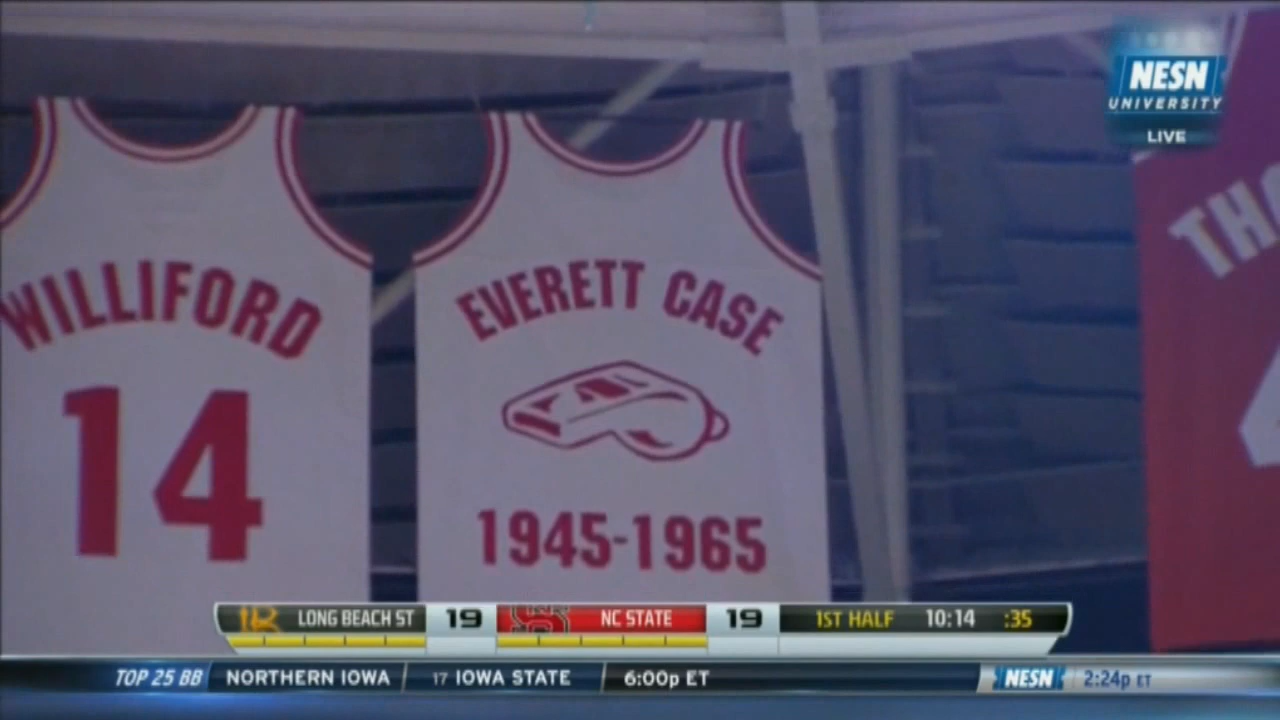 NESN
UNIVERSITY
LIVE
WILLIFORD
14
EVERETT CASE
1945-1965
LONG BEACH ST 19 NC STATE 19 1ST HALF 10:14 :35
TOP 25 BB NORTHERN IOWA 17 IOWA STATE 6:00p ET NESN 2:24p ET